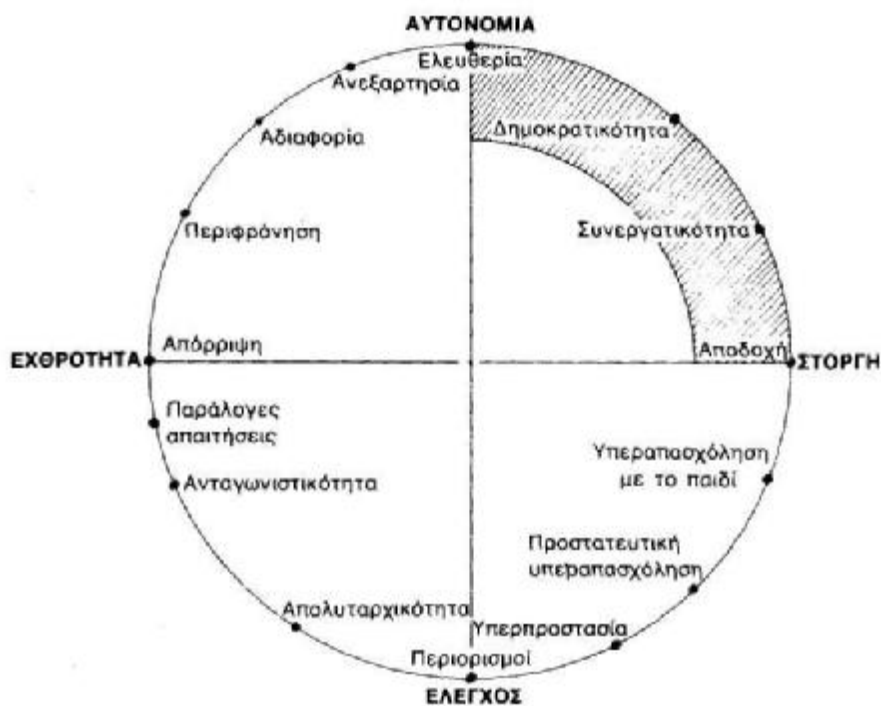 ΑΥΤΟΝΟΜΙΑ
Ελευθερία
Ανεξαρτησία
Αδιαφορία
Δημοκρατικότητα
Περιφρόνηση
Συνεργατικότητα
ΕΧΘΡΟΤΗΤΑ
Απόρριψη
Αποδοχή
ΣΤΟΡΓΗ
Παράλογες
απαιτήσεις
Υπεραπασχόληση
με το παιδί
Ανταγωνιστικότητα
Προστατευτική
υπεραπασχόληση
Απολυταρχικότητα
Υπερπροστασία
Περιορισμοί
ΕΛΕΓΧΟΣ